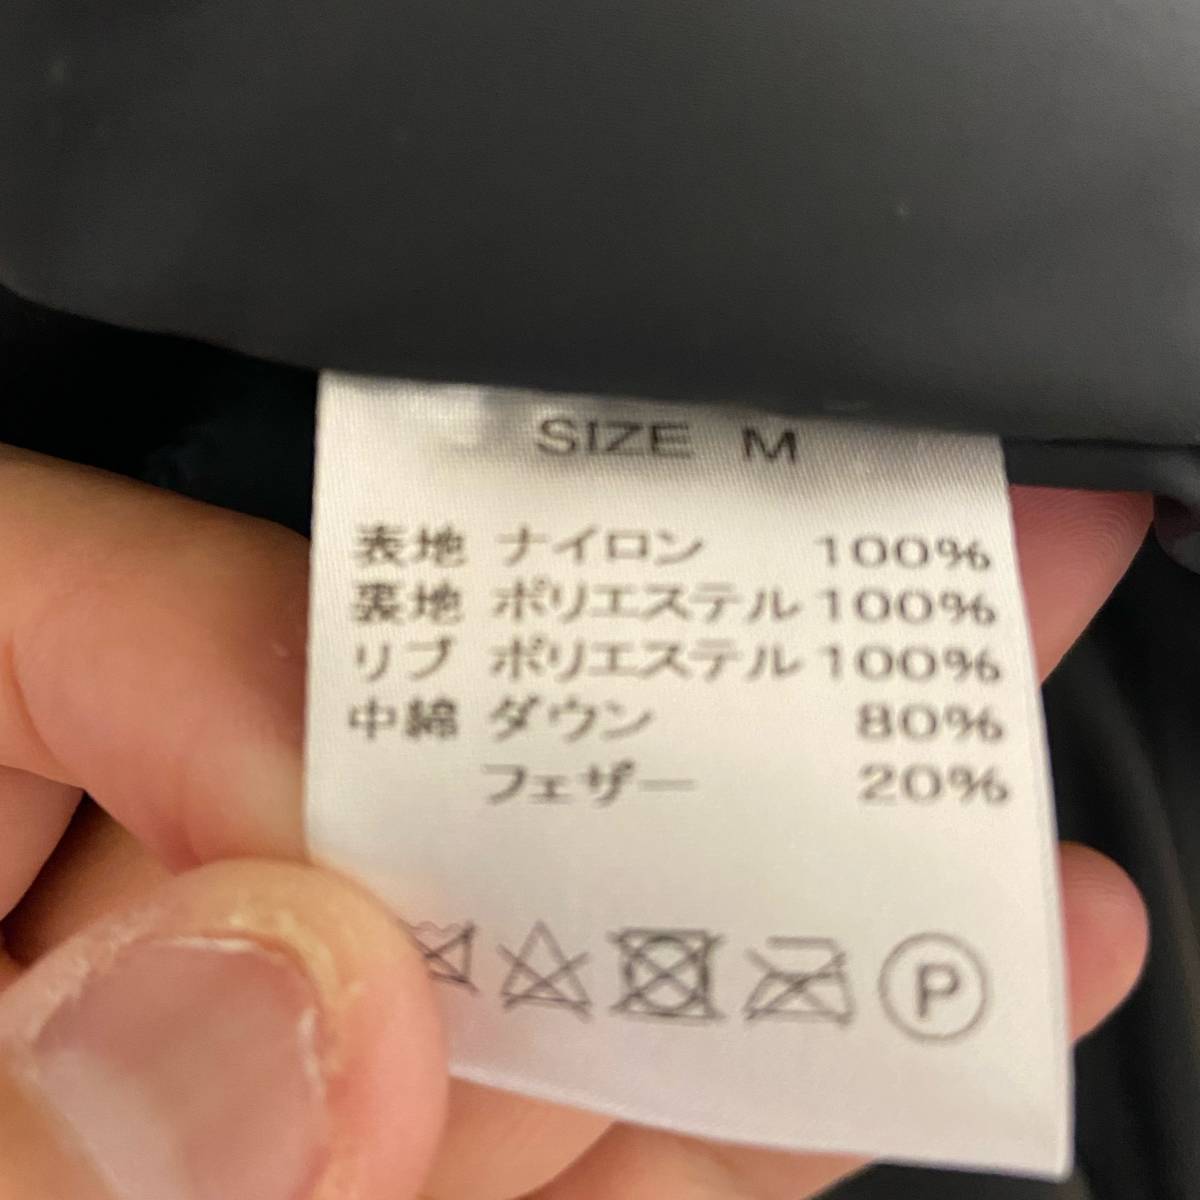 SIZE M
表地 ナイロン 100%
裏地 ポリエステル 100%
リブ ポリエステル 100%
中綿 ダウン 80%
フェザー 20%
P